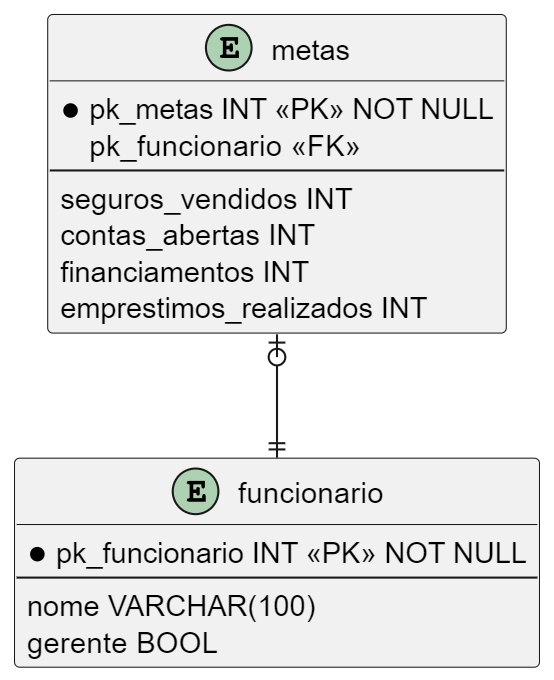 E metas
pk_metas INT «PK» NOT NULL
pk_funcionario «FK»
seguros_vendidos INT
contas_abertas INT
financiamentos INT
emprestimos_realizados INT
E funcionario
pk_funcionario INT «PK» NOT NULL
nome VARCHAR(100)
gerente BOOL